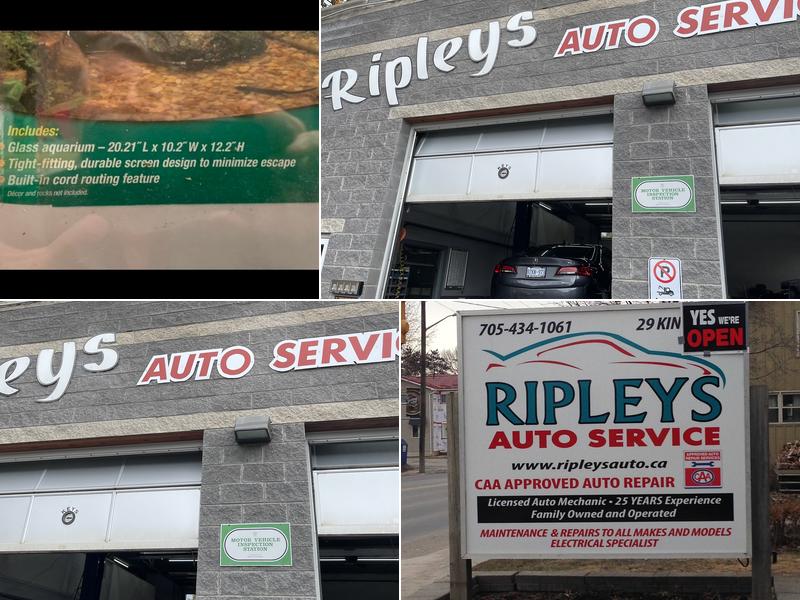 Includes:
Glass aquarium – 20.21" L x 10.2" W x 12.2" H
Tight-fitting, durable screen design to minimize escape
Built-in cord routing feature
Décor and rocks not included.
Ripleys AUTO SERVIC
MOTOR VEHICLE
INSPECTION
STATION
P
eys AUTO SERVIC
MOTOR VEHICLE
INSPECTION
STATION
705-434-1061 29 KIN
YES WE'RE
OPEN
RIPLEYS
AUTO SERVICE
www.ripleysauto.ca
APPROVED AUTO
REPAIR SERVICES
CAA
CAA APPROVED AUTO REPAIR
Licensed Auto Mechanic • 25 YEARS Experience
Family Owned and Operated
MAINTENANCE & REPAIRS TO ALL MAKES AND MODELS
ELECTRICAL SPECIALIST